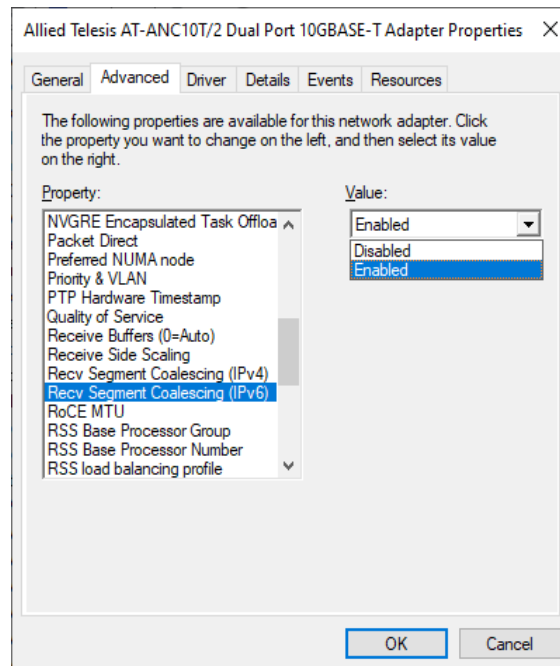 Allied Telesis AT-ANC10T/2 Dual Port 10GBASE-T Adapter Properties
General Advanced Driver Details Events Resources
The following properties are available for this network adapter. Click
the property you want to change on the left, and then select its value
on the right.
Property:
NVGRE Encapsulated Task Offloa
Packet Direct
Preferred NUMA node
Priority & VLAN
PTP Hardware Timestamp
Quality of Service
Receive Buffers (0=Auto)
Receive Side Scaling
Recv Segment Coalescing (IPv4)
Recv Segment Coalescing (IPv6)
RoCE MTU
RSS Base Processor Group
RSS Base Processor Number
RSS load balancing profile
Value:
Enabled
Disabled
Enabled
OK Cancel